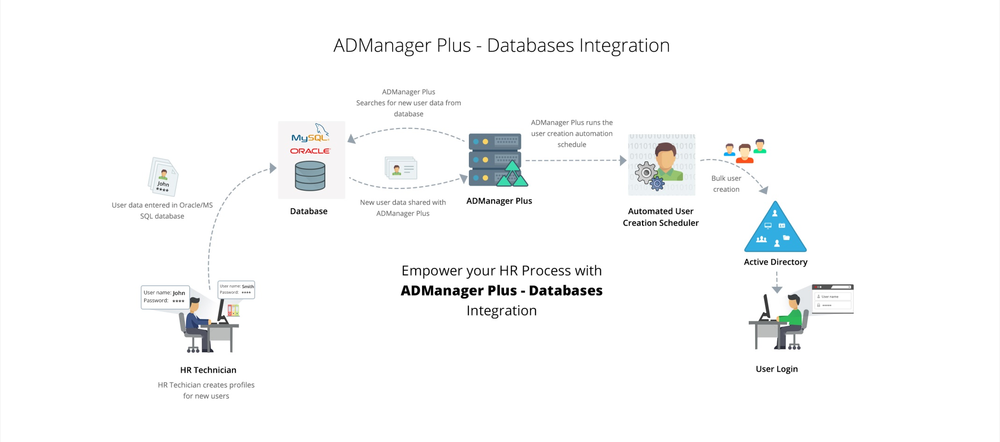 ADManager Plus - Databases Integration
ADManager Plus
Searches for new user data from
database
ADManager Plus runs the
user creation automation
schedule
MySQL
ORACLE
John
****
User data entered in Oracle/MS
SQL database
Database
New user data shared with
ADManager Plus
ADManager Plus
Automated User
Creation Scheduler
Bulk user
creation
Active Directory
Empower your HR Process with
ADManager Plus - Databases
Integration
User name: John
Password: ****
User name: Smith
Password: ****
HR Technician
HR Techician creates profiles
for new users
User name
*****
User Login